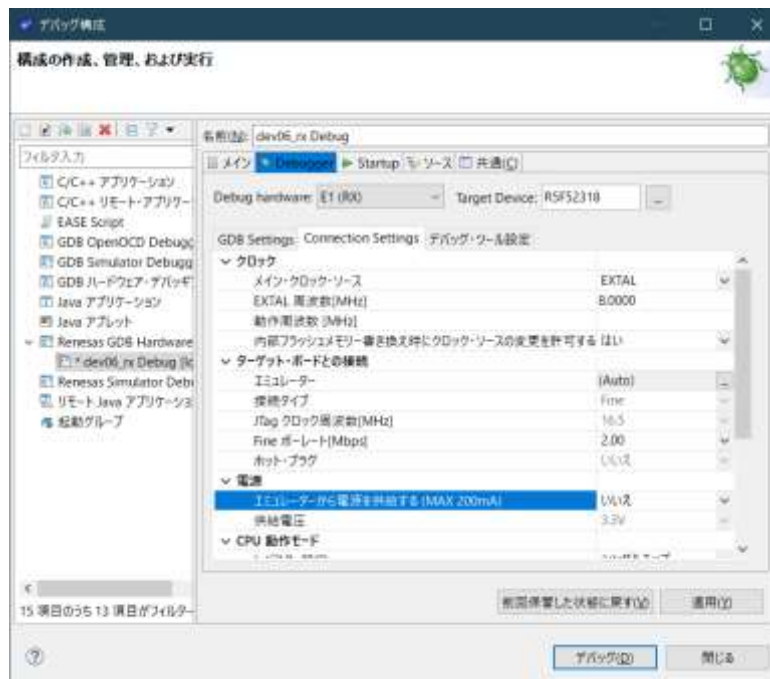 デバッグ構成
構成の作成、管理、および実行
フィルタ入力
C/C++ アプリケーション
C/C++ リモート・アプリケー
EASE Script
GDB OpenOCD Debugg
GDB Simulator Debugg
GDB ハードウェア・デバッギ
Java アプリケーション
Java アプレット
Renesas GDB Hardware
* dev06_rx Debug [lo
Renesas Simulator Debu
リモート Java アプリケーショ
起動グループ
15 項目のうち 13 項目がフィルター
名前(N): dev06_rx Debug
メイン Debugger Startup ソース 共通(C)
Debug hardware: E1 (RX) Target Device: R5F52318 ...
GDB Settings Connection Settings デバッグ・ツール設定
クロック
メイン・クロック・ソース EXTAL
EXTAL 周波数[MHz] 8.0000
動作周波数 [MHz]
内部フラッシュメモリー書き換え時にクロック・ソースの変更を許可する はい
ターゲット・ボードとの接続
エミュレーター (Auto)
接続タイプ Fine
JTag クロック周波数[MHz] 16.5
Fine ボーレート[Mbps] 2.00
ホット・プラグ いいえ
電源
エミュレーターから電源を供給する (MAX 200mA) いいえ
供給電圧 3.3V
CPU 動作モード
前回保管した状態に戻す(V) 適用(Y)
デバッグ(D) 閉じる